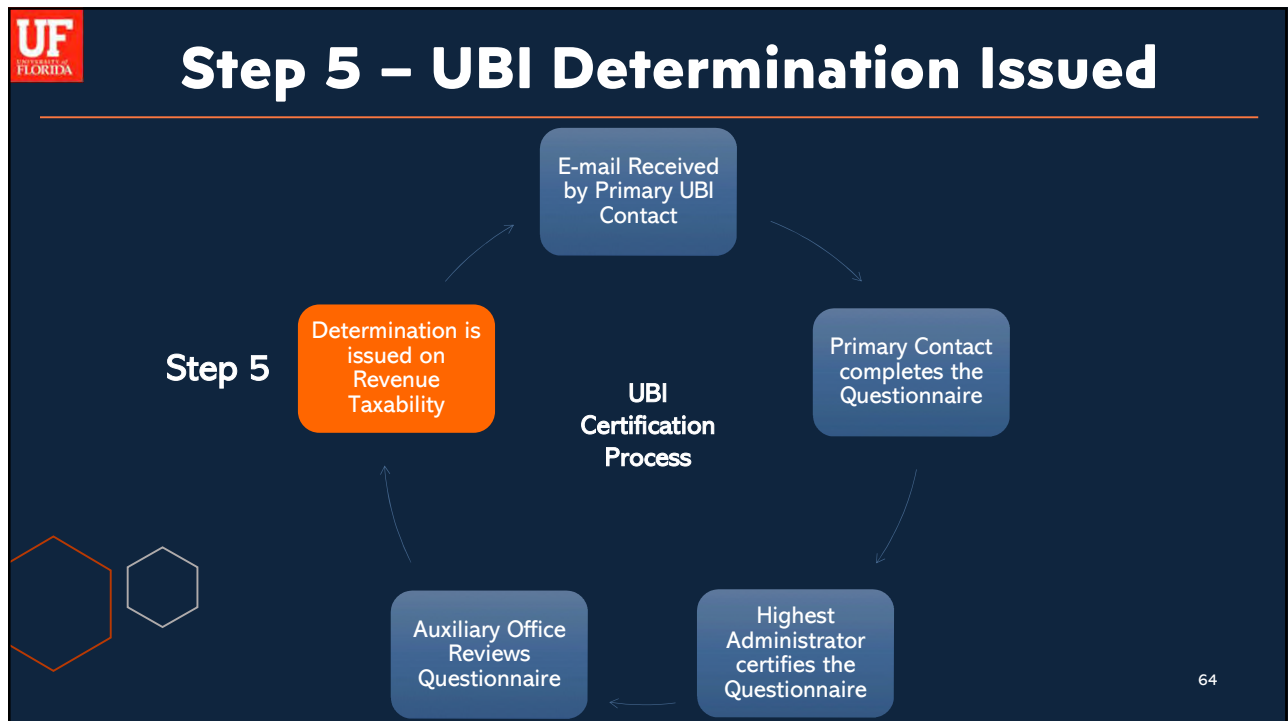 UF
UNIVERSITY of
FLORIDA
Step 5 – UBI Determination Issued
E-mail Received
by Primary UBI
Contact
Primary Contact
completes the
Questionnaire
Highest
Administrator
certifies the
Questionnaire
Auxiliary Office
Reviews
Questionnaire
Step 5
Determination is
issued on
Revenue
Taxability
UBI
Certification
Process
64